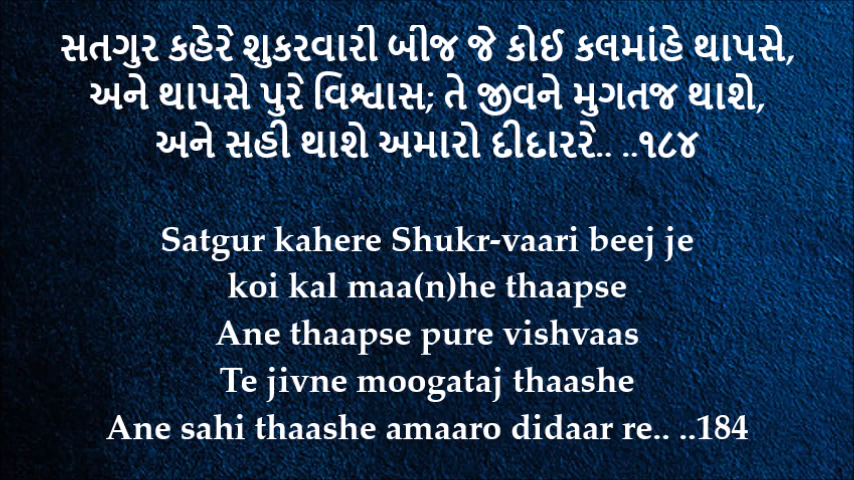 સતગુર કહેરે શુકરવારી બીજ જે કોઈ કલમાંહે થાપસે,
અને થાપસે પુરે વિશ્વાસ; તે જીવને મુગતજ થાશે,
અને સહી થાશે અમારો દીદારરે.. ..૧૮૪
Satgur kahere Shukr-vaari beej je
koi kal maa(n)he thaapse
Ane thaapse pure vishvaas
Te jivne moogataj thaashe
Ane sahi thaashe amaaro didaar re.. ..184